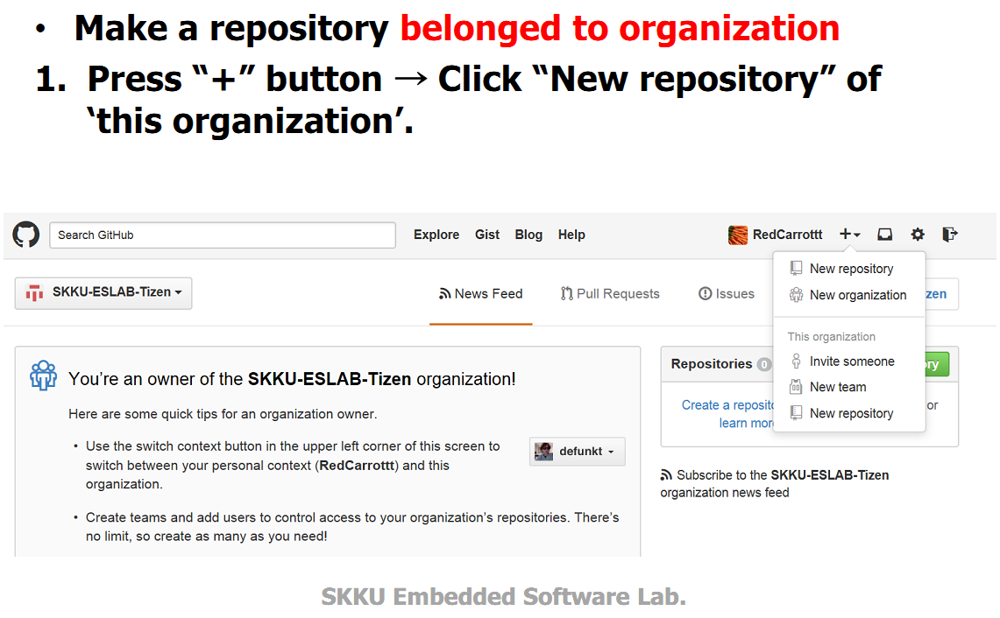 • Make a repository belonged to organization
1. Press “+” button → Click “New repository” of
‘this organization’.
Search GitHub
Explore Gist Blog Help
RedCarrottt
New repository
New organization
This organization
Invite someone
New team
New repository
SKKU-ESLAB-Tizen
News Feed
Pull Requests
Issues
zen
You’re an owner of the SKKU-ESLAB-Tizen organization!
Here are some quick tips for an organization owner.
• Use the switch context button in the upper left corner of this screen to
switch between your personal context (RedCarrottt) and this
organization.
defunkt
• Create teams and add users to control access to your organization’s repositories. There’s
no limit, so create as many as you need!
Repositories 0
ry
Create a reposito or
learn more
Subscribe to the SKKU-ESLAB-Tizen
organization news feed
SKKU Embedded Software Lab.